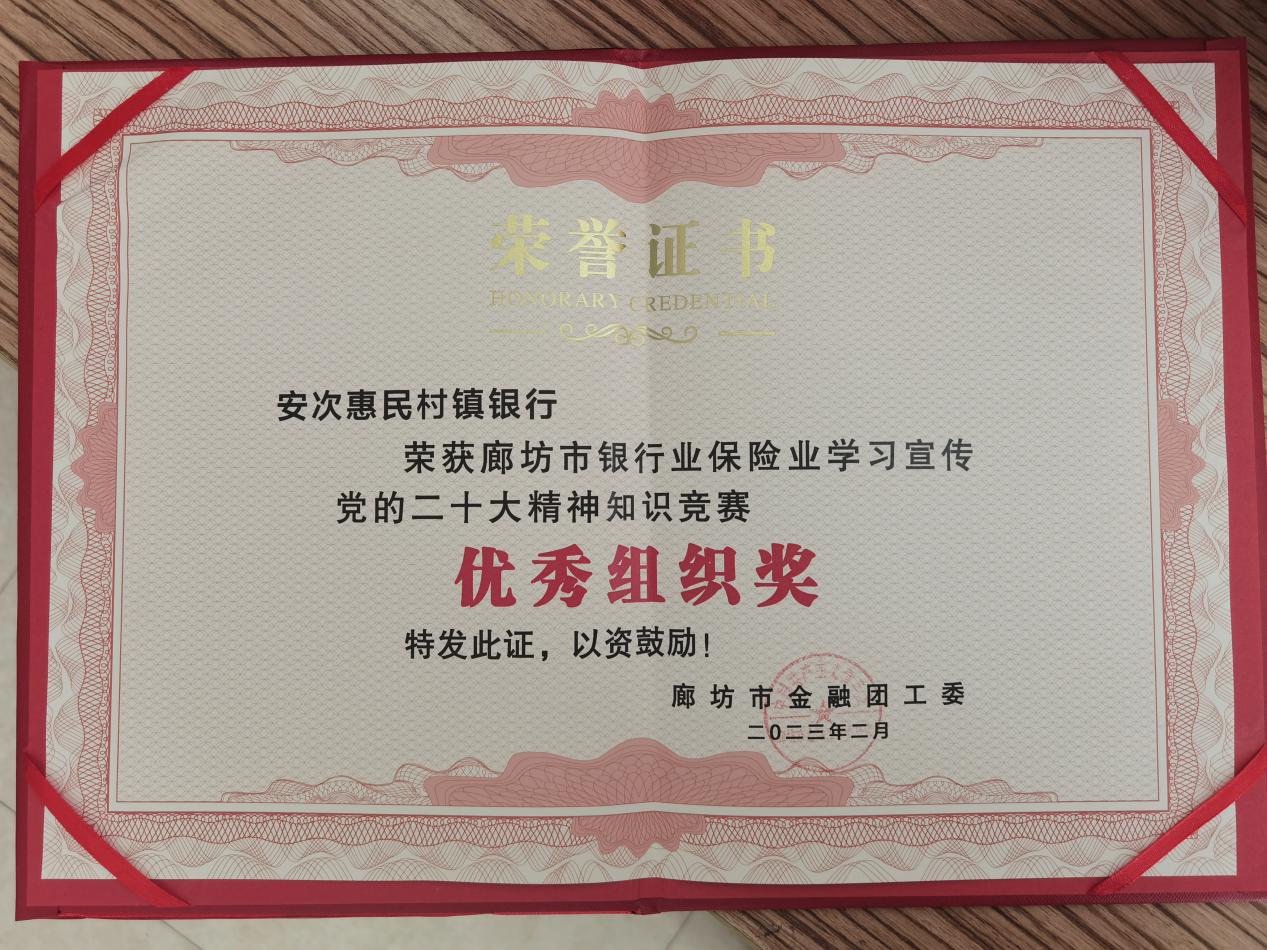 荣誉证书
HONORARY CREDENTIAL
安次惠民村镇银行
荣获廊坊市银行业保险业学习宣传
党的二十大精神知识竞赛
优秀组织奖
特发此证，以资鼓励！
廊坊市金融团工委
二〇二三年二月